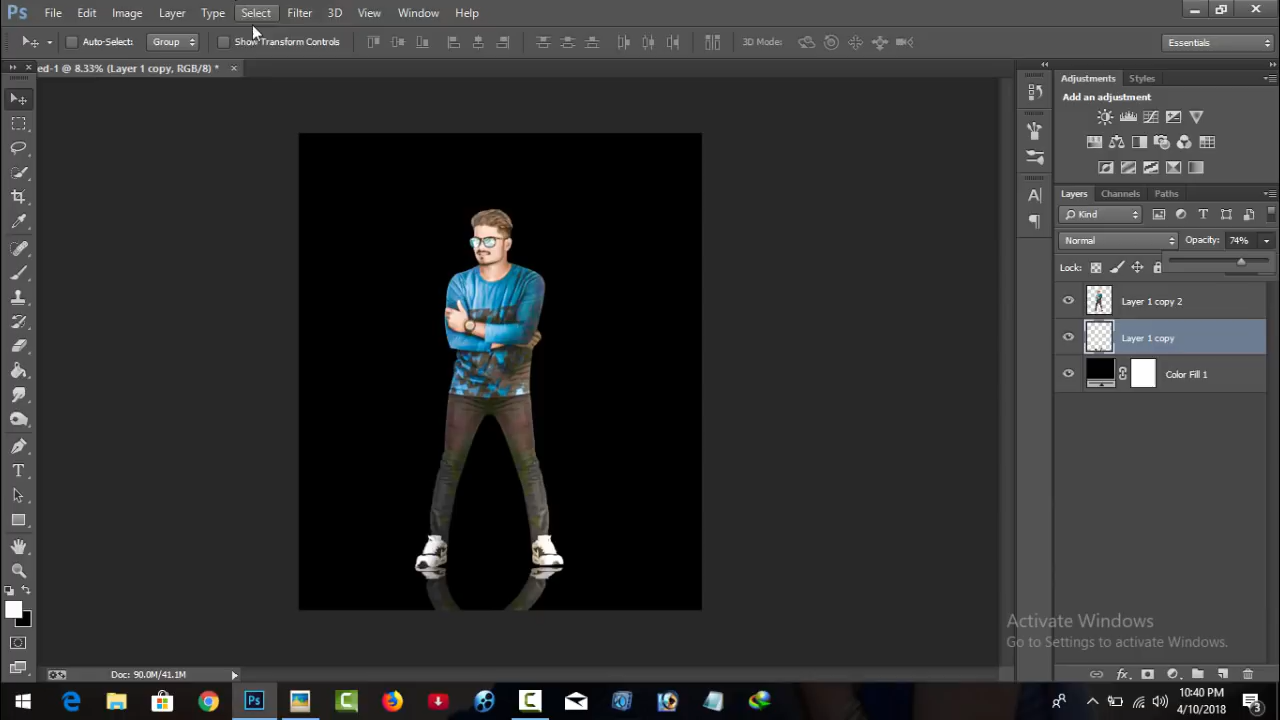 Ps File Edit Image Layer Type Select Filter 3D View Window Help
Auto-Select: Group Show Transform Controls 3D Mode: Essentials
ed-1 @ 8.33% (Layer 1 copy, RGB/8) *
Adjustments Styles
Add an adjustment
Layers Channels Paths
Kind
Normal Opacity: 74%
Lock:
Layer 1 copy 2
Layer 1 copy
Color Fill 1
Activate Windows
Go to Settings to activate Windows.
Doc: 90.0M/41.1M
10:40 PM
4/10/2018
3